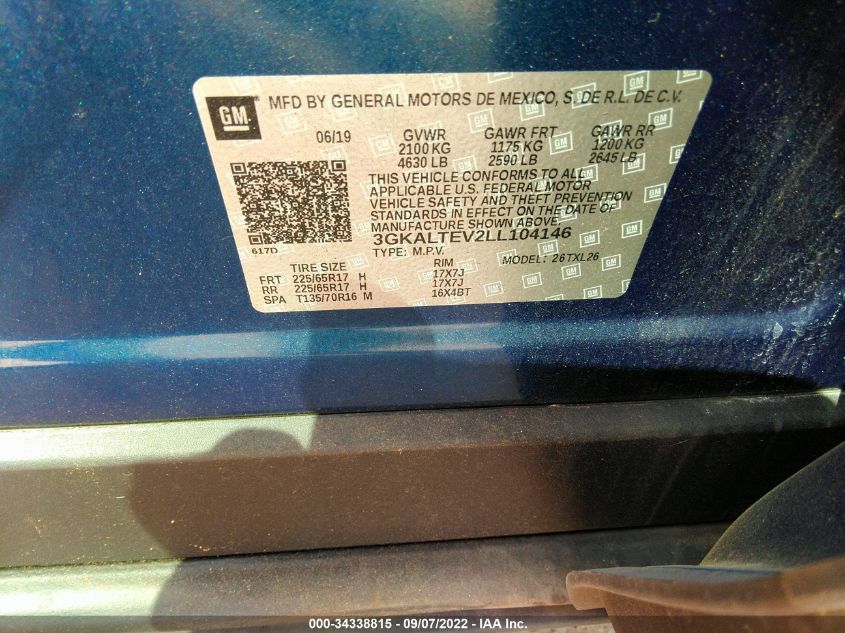 GM
MFD BY GENERAL MOTORS DE MEXICO, S. DE R.L. DE C.V.
06/19 GVWR GAWR FRT GAWR RR
2100 KG 1175 KG 1200 KG
4630 LB 2590 LB 2645 LB
THIS VEHICLE CONFORMS TO ALL
APPLICABLE U.S. FEDERAL MOTOR
VEHICLE SAFETY AND THEFT PREVENTION
STANDARDS IN EFFECT ON THE DATE OF
MANUFACTURE SHOWN ABOVE.
617D 3GKALTEV2LL104146
TYPE: M.P.V. MODEL: 26TXL26
TIRE SIZE RIM
FRT 225/65R17 H 17X7J
RR 225/65R17 H 17X7J
SPA T135/70R16 M 16X4BT
000-34338815 - 09/07/2022 - IAA Inc.